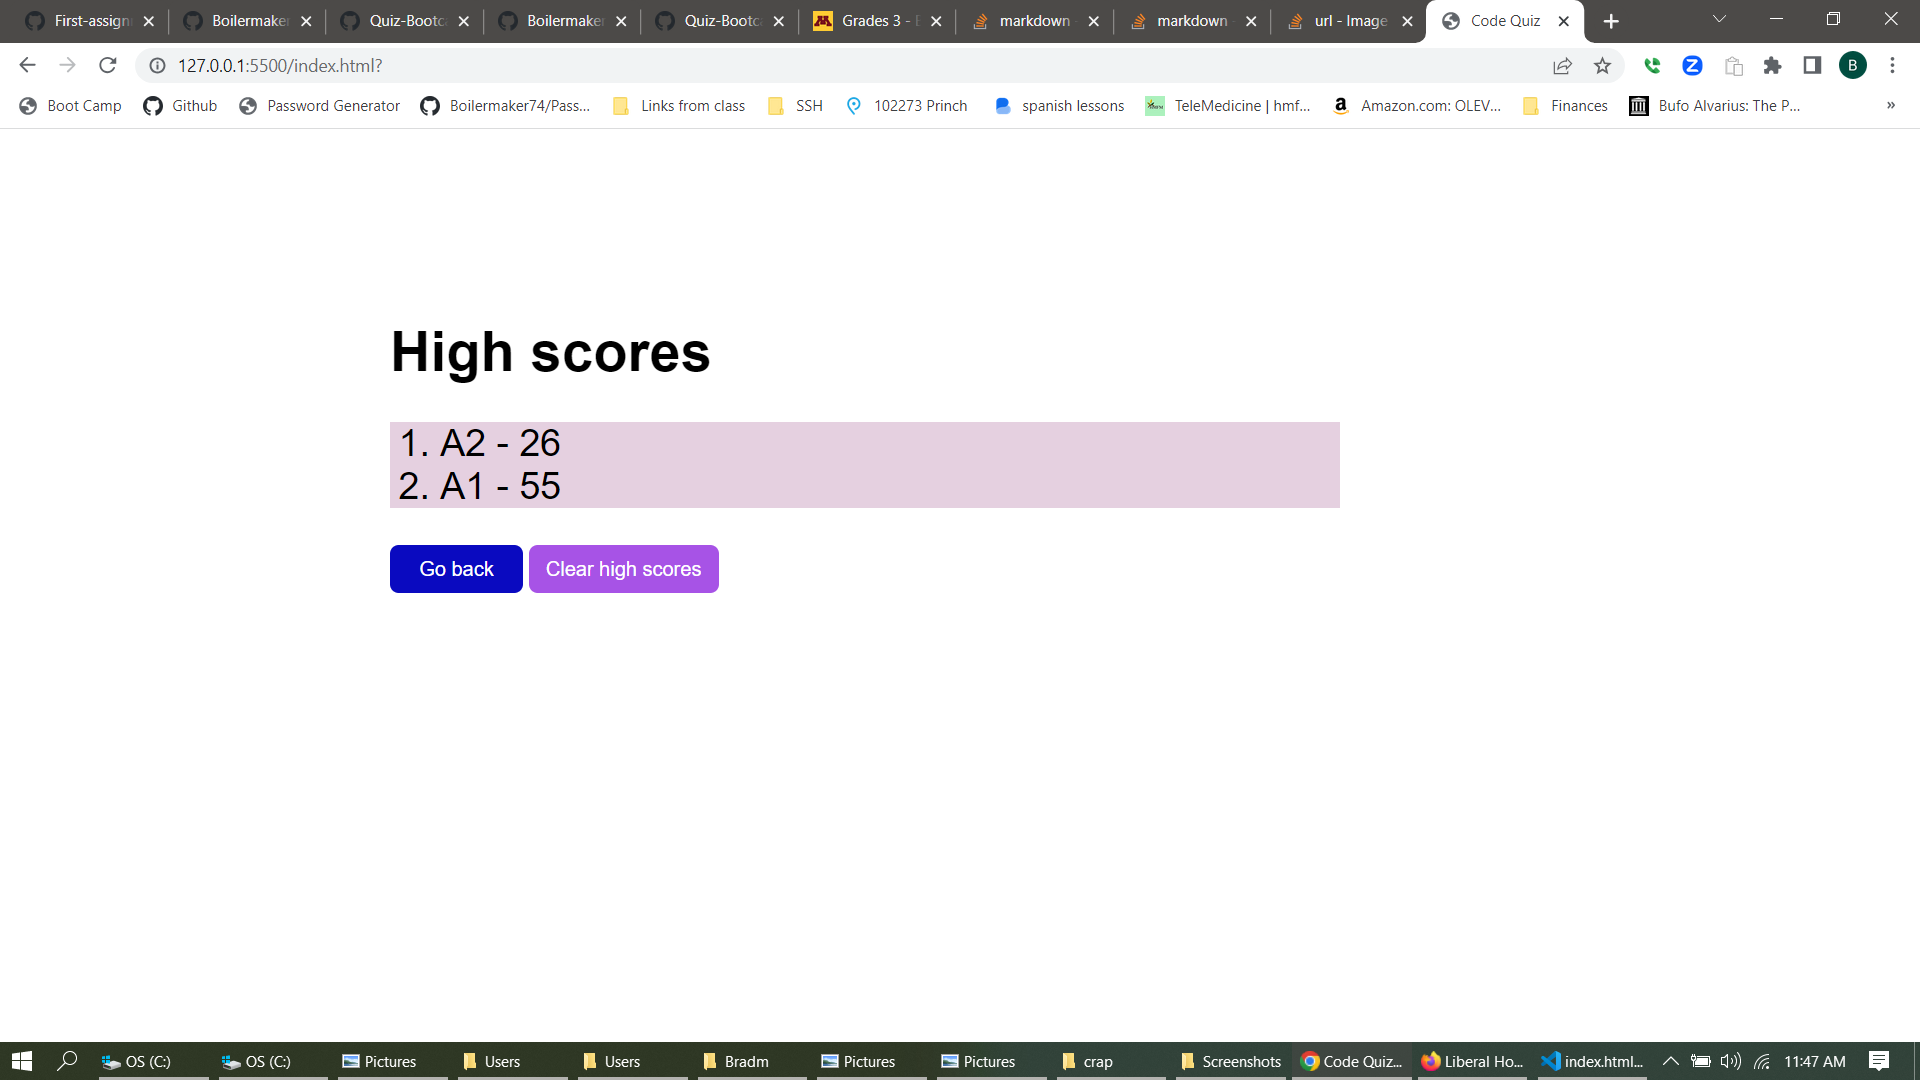 First-assign
Boilermaker
Quiz-Bootc
Boilermaker
Quiz-Bootc
Grades 3 -
markdown
markdown
url - Image
Code Quiz
127.0.0.1:5500/index.html?
B
Boot Camp
Github
Password Generator
Boilermaker74/Pass...
Links from class
SSH
102273 Princh
spanish lessons
TeleMedicine | hmf...
Amazon.com: OLEV...
Finances
Bufo Alvarius: The P...
»
High scores
1. A2 - 26
2. A1 - 55
Go back
Clear high scores
OS (C:)
OS (C:)
Pictures
Users
Users
Bradm
Pictures
Pictures
crap
Screenshots
Code Quiz...
Liberal Ho...
index.html...
11:47 AM